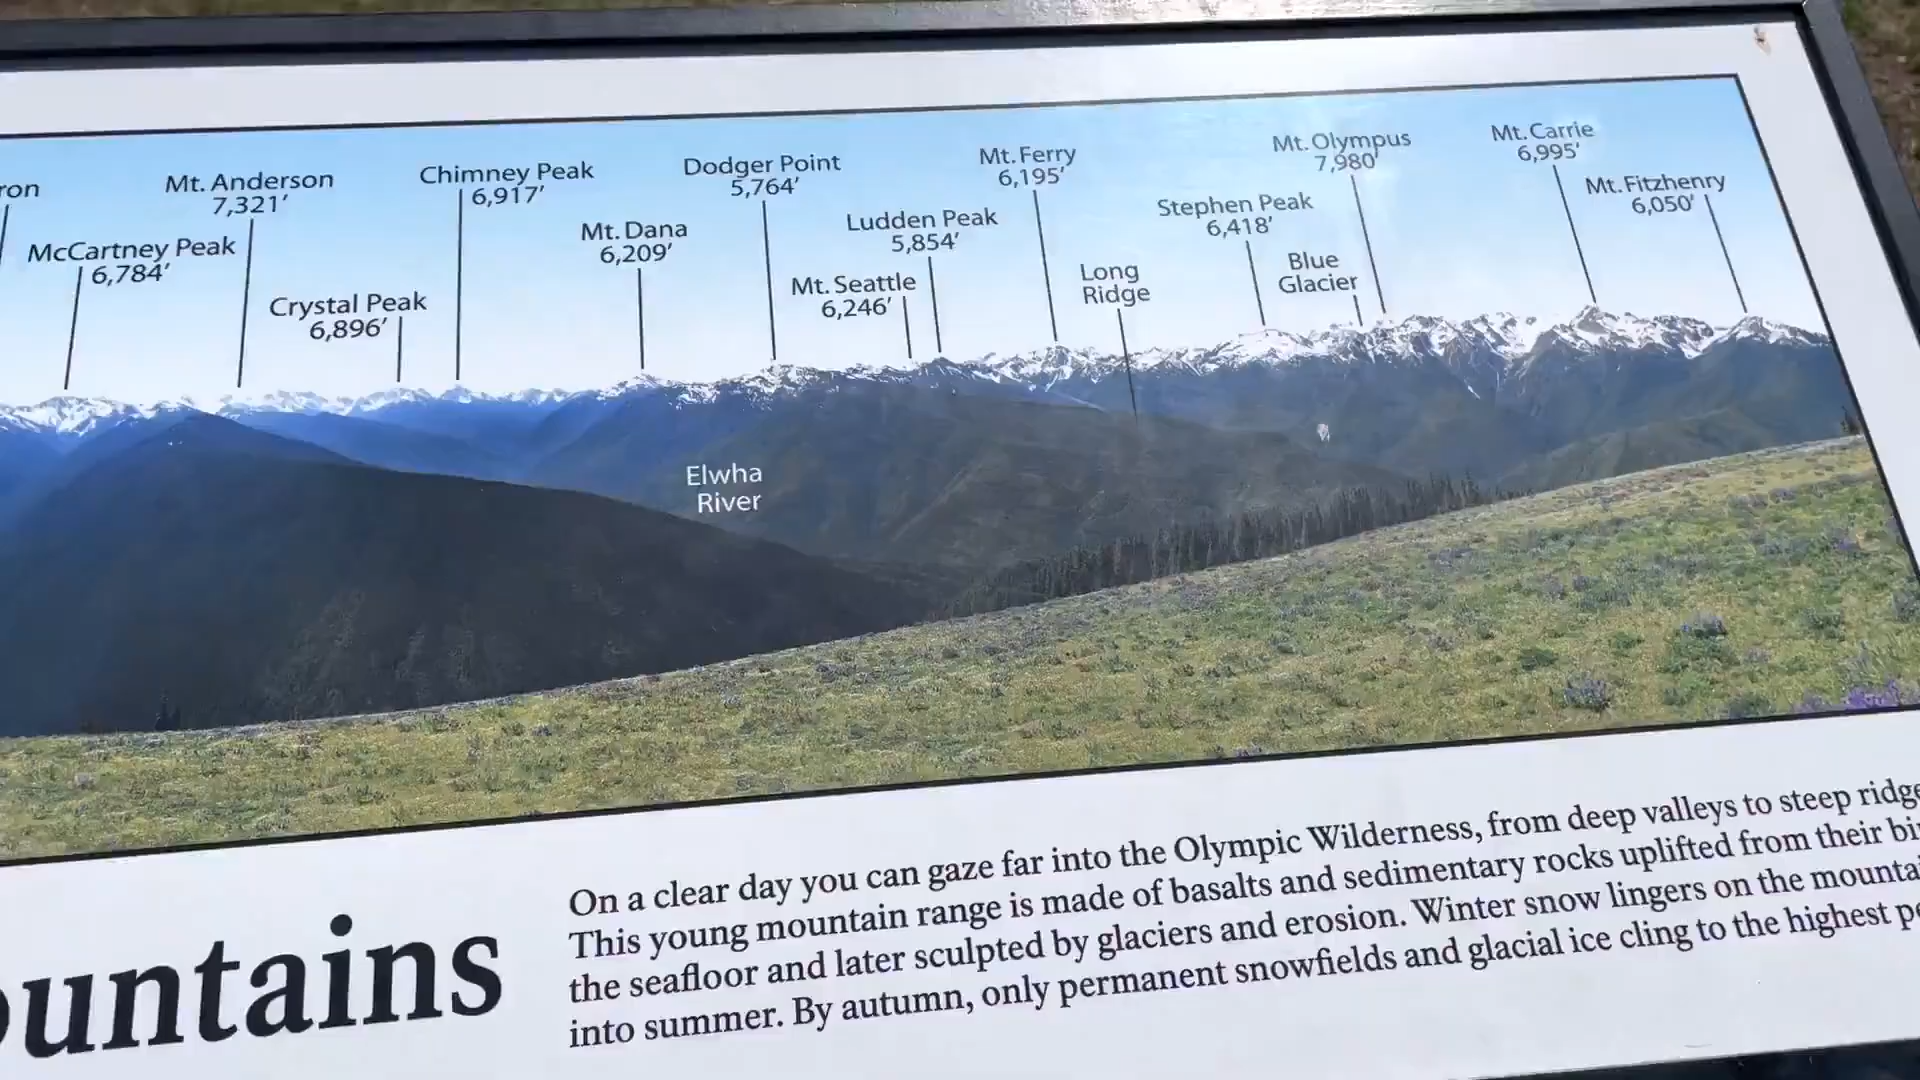 McCartney Peak
6,784′
Mt. Anderson
7,321′
Crystal Peak
6,896′
Chimney Peak
6,917′
Mt. Dana
6,209′
Dodger Point
5,764′
Mt. Seattle
6,246′
Ludden Peak
5,854′
Mt. Ferry
6,195′
Long
Ridge
Stephen Peak
6,418′
Blue
Glacier
Mt. Olympus
7,980′
Mt. Carrie
6,995′
Mt. Fitzhenry
6,050′
Elwha
River
On a clear day you can gaze far into the Olympic Wilderness, from deep valleys to steep
This young mountain range is made of basalts and sedimentary rocks uplifted from their
the seafloor and later sculpted by glaciers and erosion. Winter snow lingers on the
into summer. By autumn, only permanent snowfields and glacial ice cling to the highest